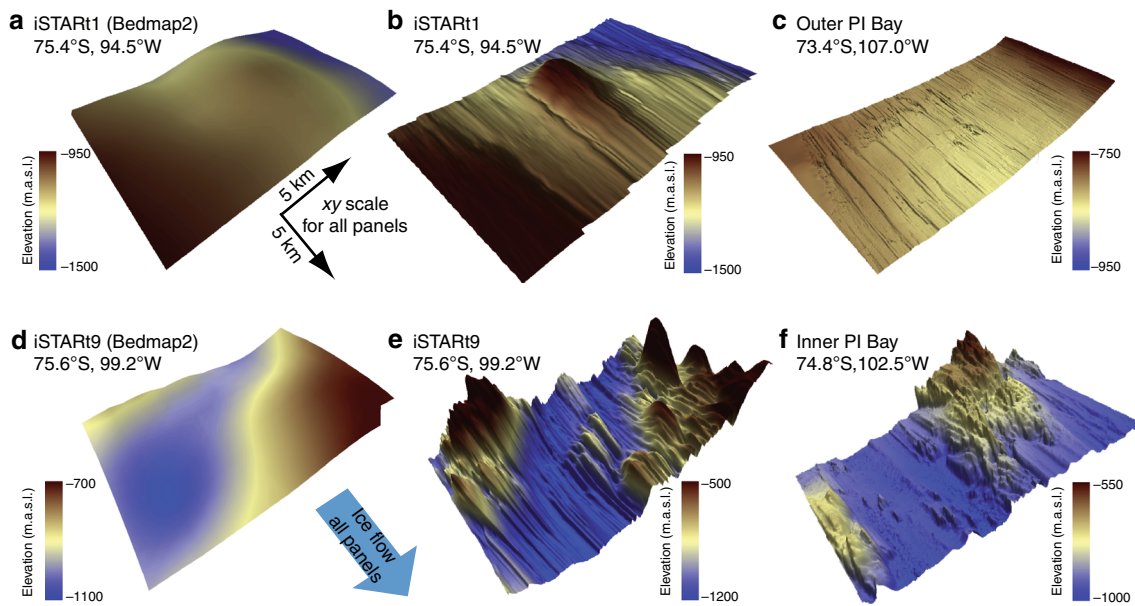 a iSTARt1 (Bedmap2)
75.4°S, 94.5°W
Elevation (m.a.s.l.)
–950
–1500
5 km
xy scale
for all panels
5 km
b iSTARt1
75.4°S, 94.5°W
Elevation (m.a.s.l.)
–950
–1500
c Outer PI Bay
73.4°S,107.0°W
Elevation (m.a.s.l.)
–750
–950
d iSTARt9 (Bedmap2)
75.6°S, 99.2°W
Elevation (m.a.s.l.)
–700
–1100
Ice flow
all panels
e iSTARt9
75.6°S, 99.2°W
Elevation (m.a.s.l.)
–500
–1200
f Inner PI Bay
74.8°S,102.5°W
Elevation (m.a.s.l.)
–550
–1000